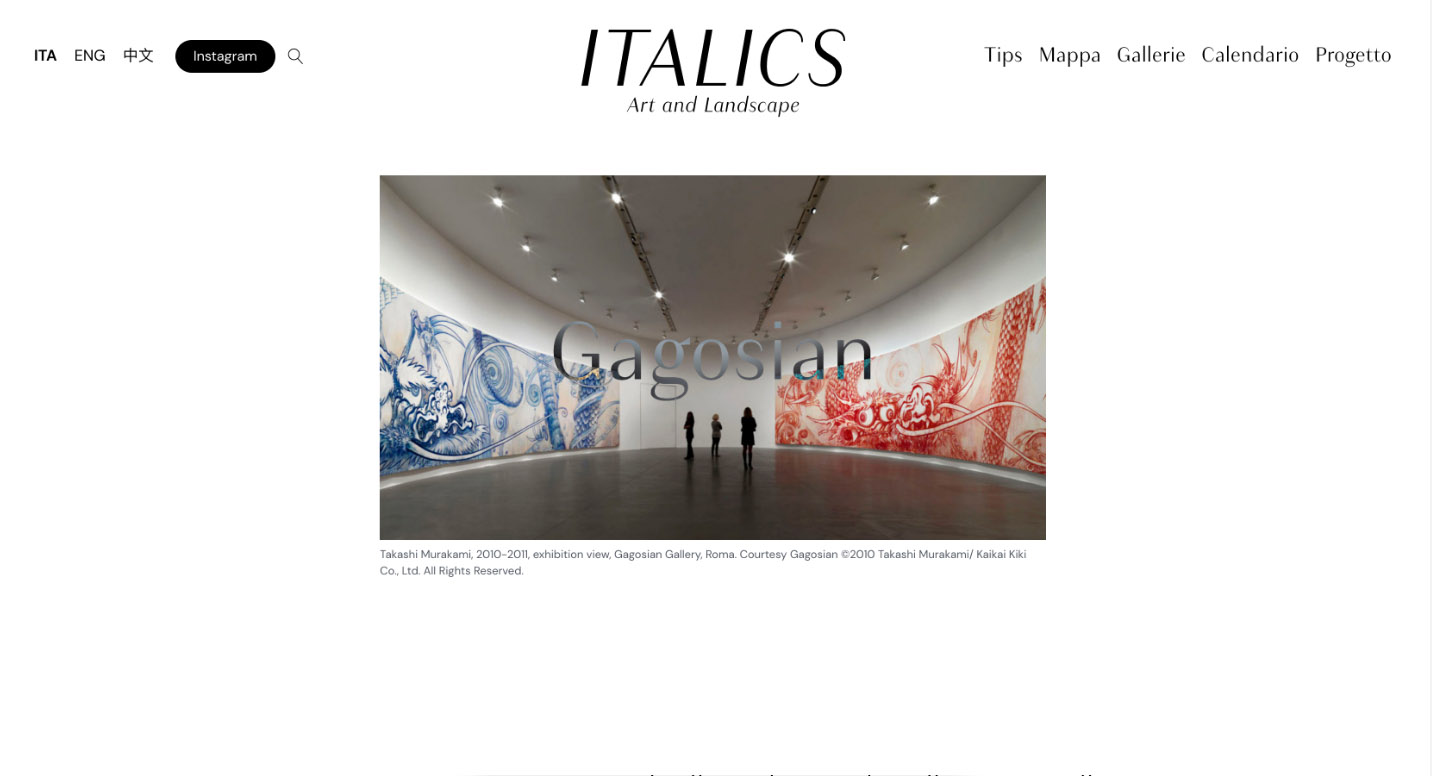 ITA ENG 中文 Instagram
ITALICS
Art and Landscape
Tips Mappa Gallerie Calendario Progetto
Gagosian
Takashi Murakami, 2010-2011, exhibition view, Gagosian Gallery, Roma. Courtesy Gagosian ©2010 Takashi Murakami/ Kaikai Kiki
Co., Ltd. All Rights Reserved.